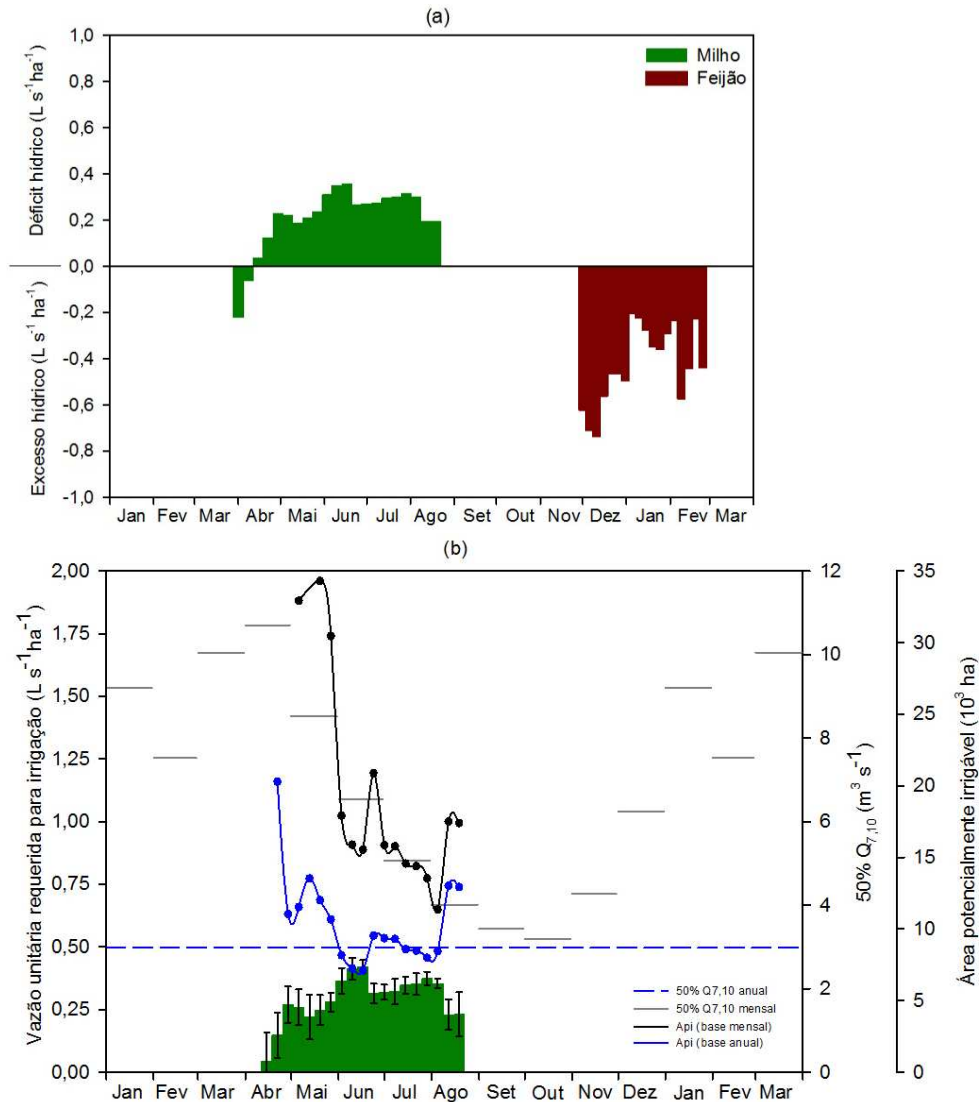 (a)
Déficit hídrico (L s⁻¹ha⁻¹)
Excesso hídrico (L s⁻¹ ha⁻¹)
1,0
0,8
0,6
0,4
0,2
0,0
-0,2
-0,4
-0,6
-0,8
-1,0
Milho
Feijão
Jan Fev Mar Abr Mai Jun Jul Ago Set Out Nov Dez Jan Fev Mar
(b)
Vazão unitária requerida para irrigação (L s⁻¹ha⁻¹)
2,00
1,75
1,50
1,25
1,00
0,75
0,50
0,25
0,00
12
10
8
6
4
2
0
50% Q7,10 (m³ s⁻¹)
35
30
25
20
15
10
5
0
Área potencialmente irrigável (10³ ha)
50% Q7,10 anual
50% Q7,10 mensal
Api (base mensal)
Api (base anual)
Jan Fev Mar Abr Mai Jun Jul Ago Set Out Nov Dez Jan Fev Mar